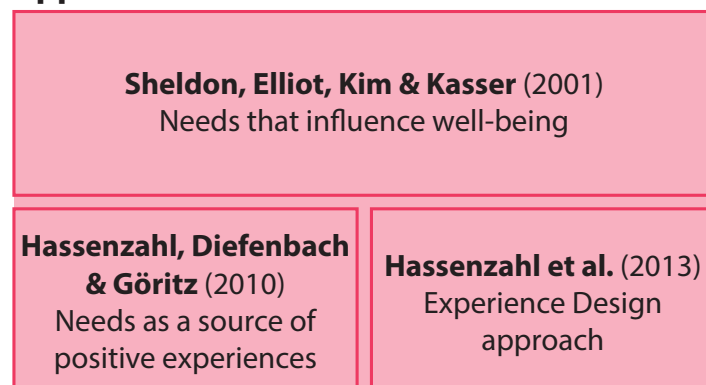 Sheldon, Elliot, Kim & Kasser (2001)
Needs that influence well-being
Hassenzahl, Diefenbach
& Göritz (2010)
Needs as a source of
positive experiences
Hassenzahl et al. (2013)
Experience Design
approach